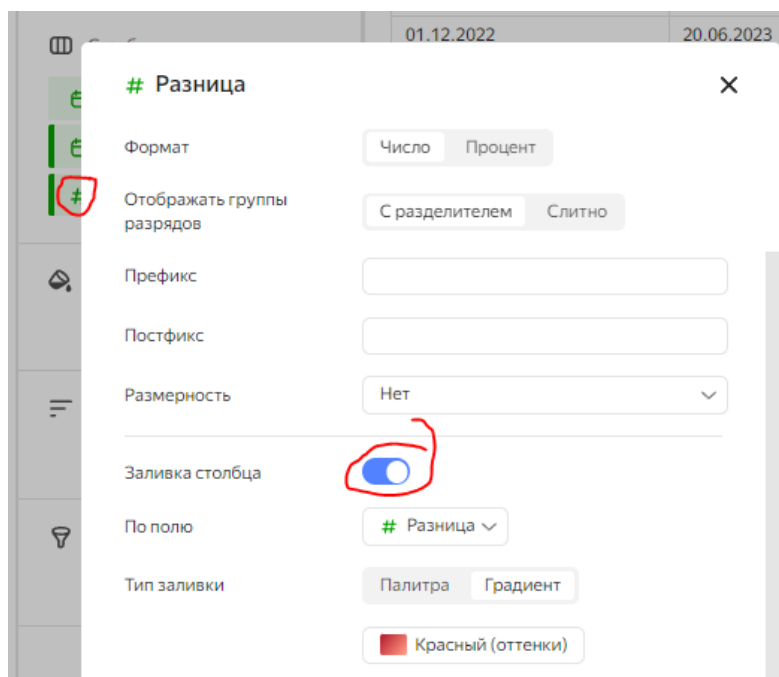 01.12.2022 20.06.2023
# Разница
Формат Число Процент
Отображать группы
разрядов
С разделителем Слитно
Префикс
Постфикс
Размерность Нет
Заливка столбца
По полю # Разница
Тип заливки Палитра Градиент
Красный (оттенки)